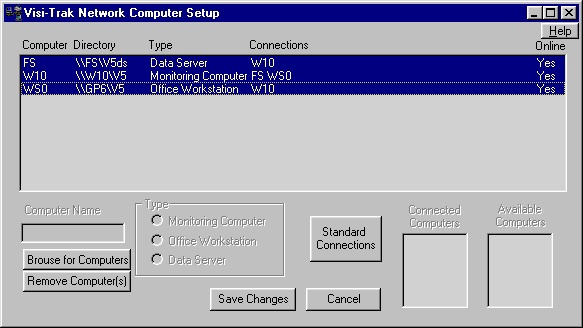 Visi-Trak Network Computer Setup
Help
Computer Directory Type Connections Online
FS \\FS\V5ds Data Server W10 Yes
W10 \\W10\V5 Monitoring Computer FS WS0 Yes
WS0 \\GP6\V5 Office Workstation W10 Yes
Computer Name
Type
Monitoring Computer
Office Workstation
Data Server
Brouse for Computers
Remove Computer(s)
Standard
Connections
Connected
Computers
Available
Computers
Save Changes
Cancel